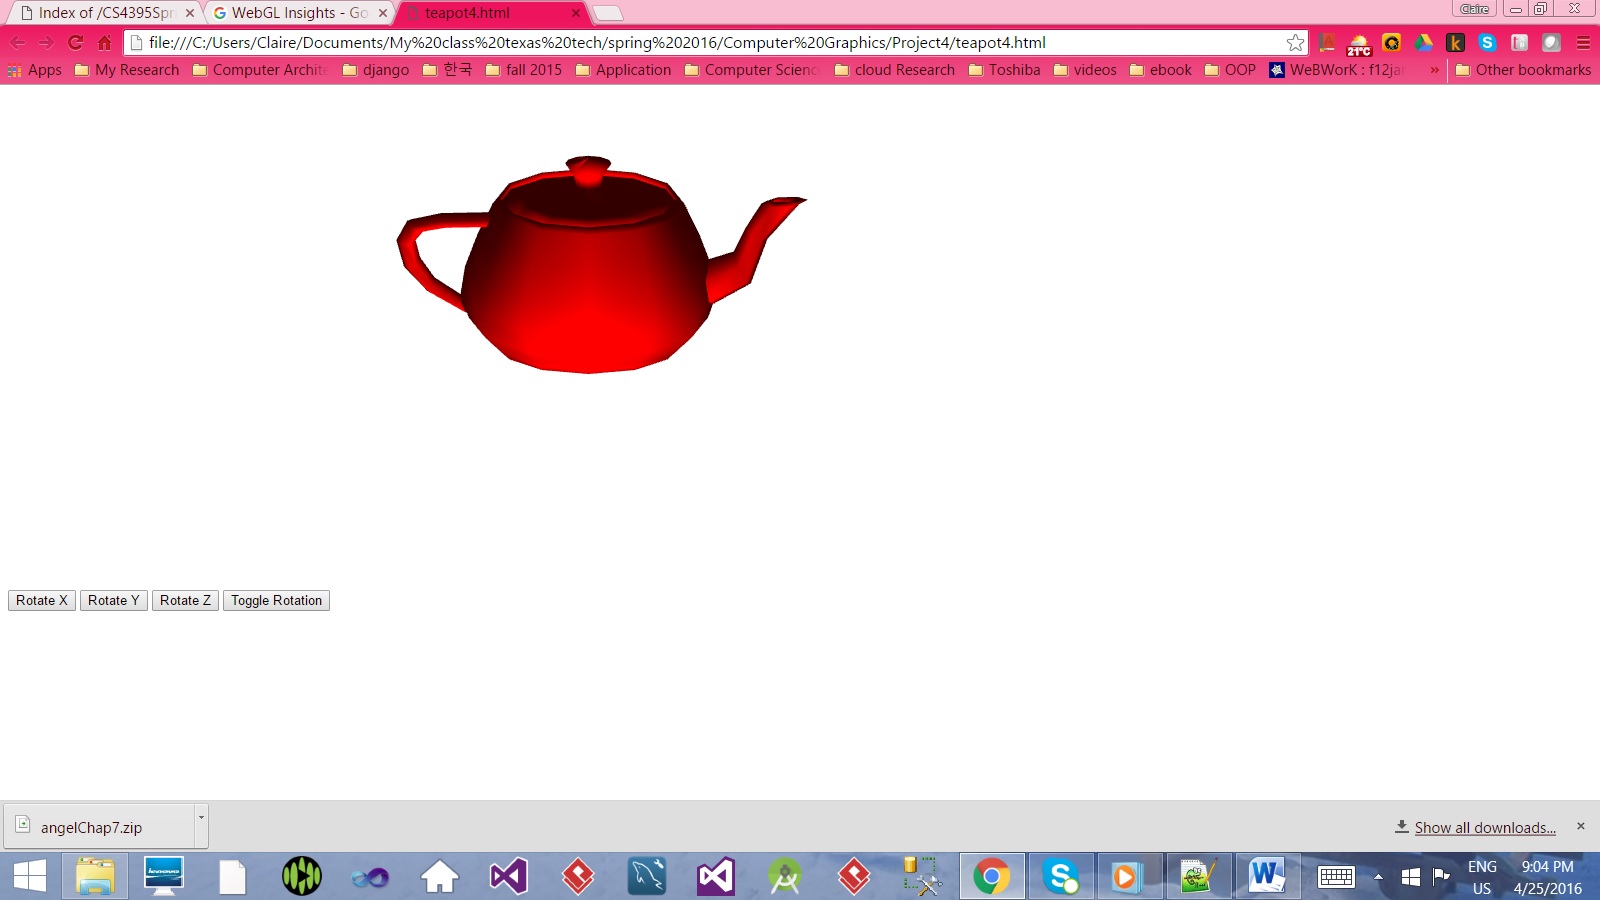 Index of /CS4395Spr
WebGL Insights - Go
teapot4.html
Claire
file:///C:/Users/Claire/Documents/My%20class%20texas%20tech/spring%202016/Computer%20Graphics/Project4/teapot4.html
21°C
Apps
My Research
Computer Archite
django
한국
fall 2015
Application
Computer Scienc
cloud Research
Toshiba
videos
ebook
OOP
WeBWorK : f12ja
» Other bookmarks
Rotate X
Rotate Y
Rotate Z
Toggle Rotation
angelChap7.zip
Show all downloads...
ENG
US
9:04 PM
4/25/2016